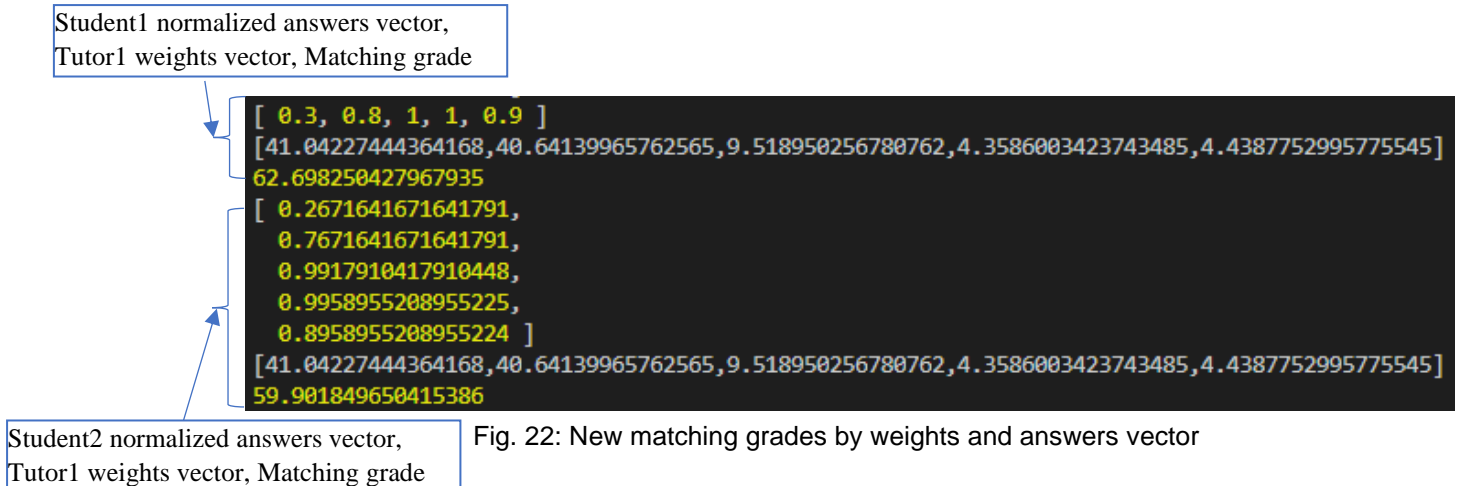 Student1 normalized answers vector,
Tutor1 weights vector, Matching grade
[ 0.3, 0.8, 1, 1, 0.9 ]
[41.04227444364168,40.64139965762565,9.518950256780762,4.3586003423743485,4.4387752995775545]
62.698250427967935
[ 0.2671641671641791,
0.7671641671641791,
0.9917910417910448,
0.9958955208955225,
0.8958955208955224 ]
[41.04227444364168,40.64139965762565,9.518950256780762,4.3586003423743485,4.4387752995775545]
59.901849650415386
Student2 normalized answers vector,
Tutor1 weights vector, Matching grade
Fig. 22: New matching grades by weights and answers vector